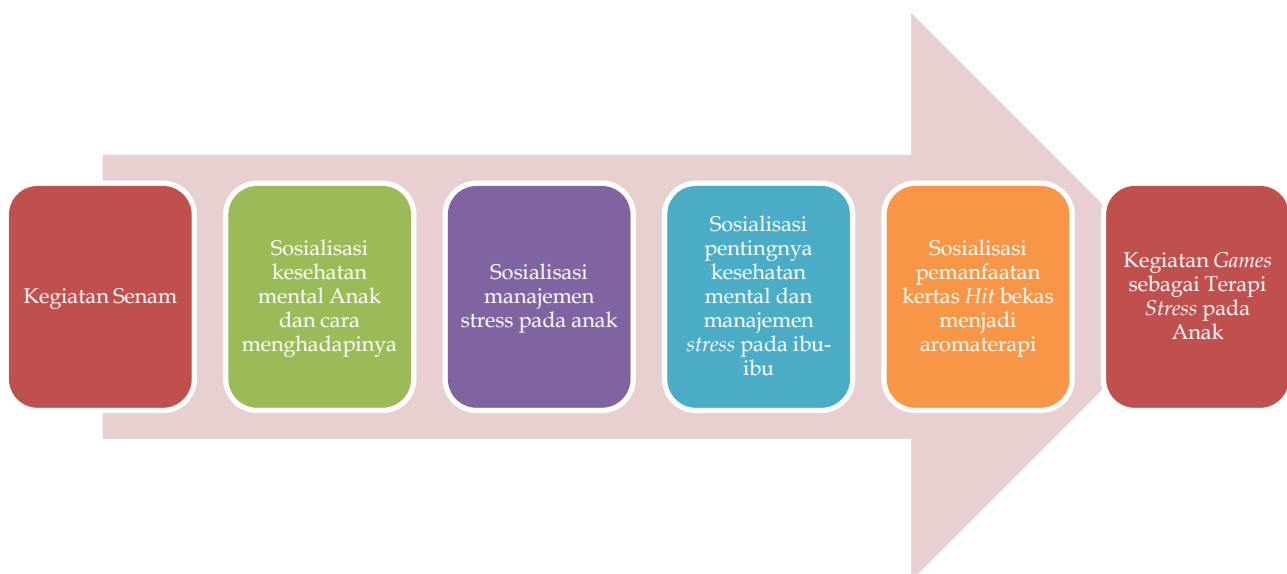 Kegiatan Senam
Sosialisasi
kesehatan
mental Anak
dan cara
menghadapinya
Sosialisasi
manajemen
stress pada anak
Sosialisasi
pentingnya
kesehatan
mental dan
manajemen
stress pada ibu-
ibu
Sosialisasi
pemanfaatan
kertas Hit bekas
menjadi
aromaterapi
Kegiatan Games
sebagai Terapi
Stress pada
Anak